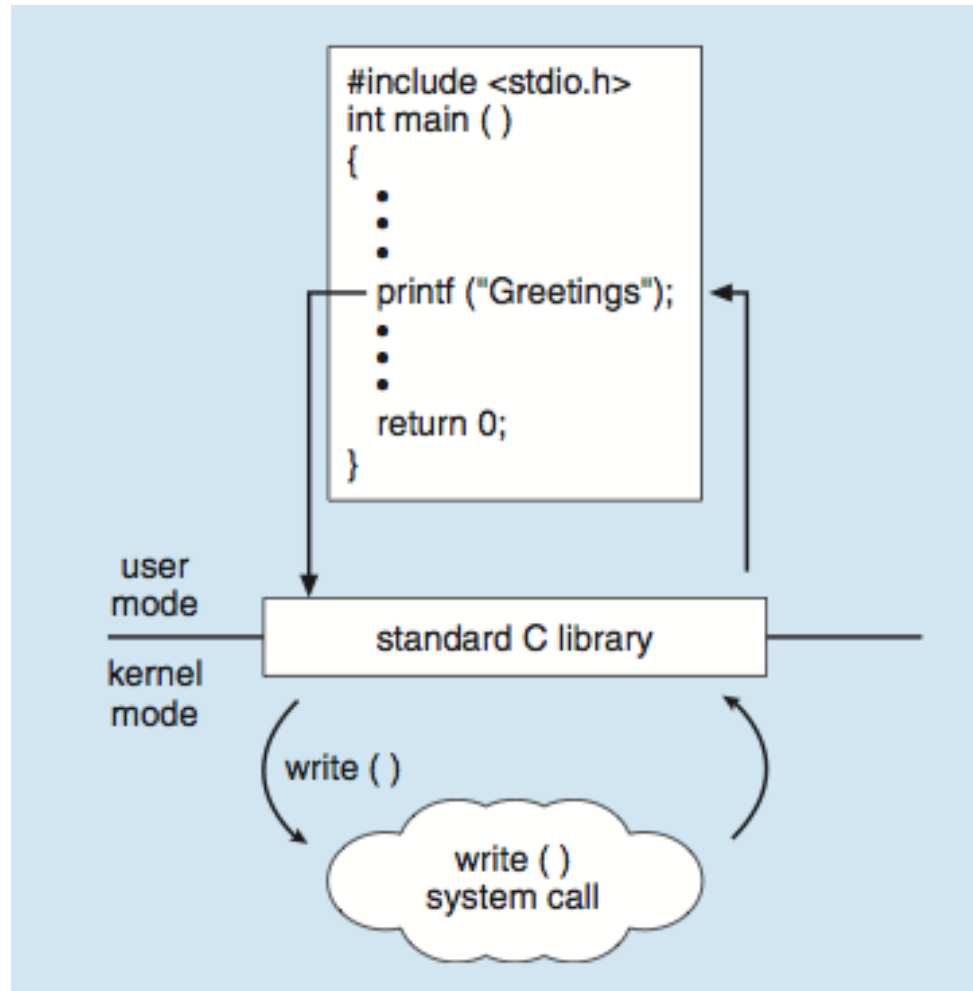 #include <stdio.h>
int main ( )
{
•
•
•
printf ("Greetings");
•
•
•
return 0;
}
user
mode
standard C library
kernel
mode
write ( )
write ( )
system call